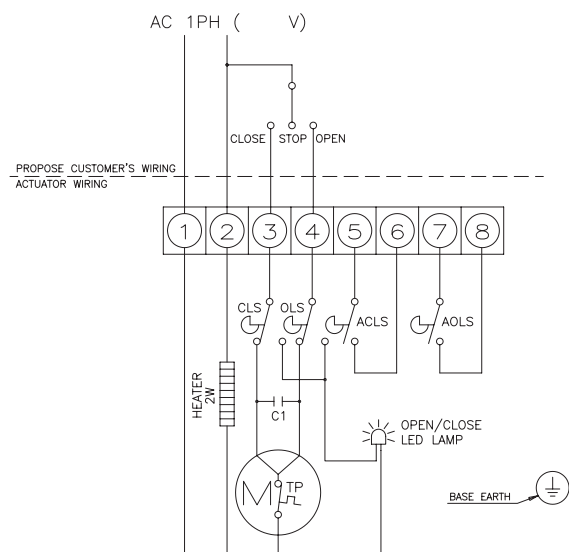 AC 1PH ( V)
CLOSE STOP OPEN
PROPOSE CUSTOMER'S WIRING
ACTUATOR WIRING
1 2 3 4 5 6 7 8
CLS OLS ACLS AOLS
HEATER
2W
C1
OPEN/CLOSE
LED LAMP
M TP
BASE EARTH